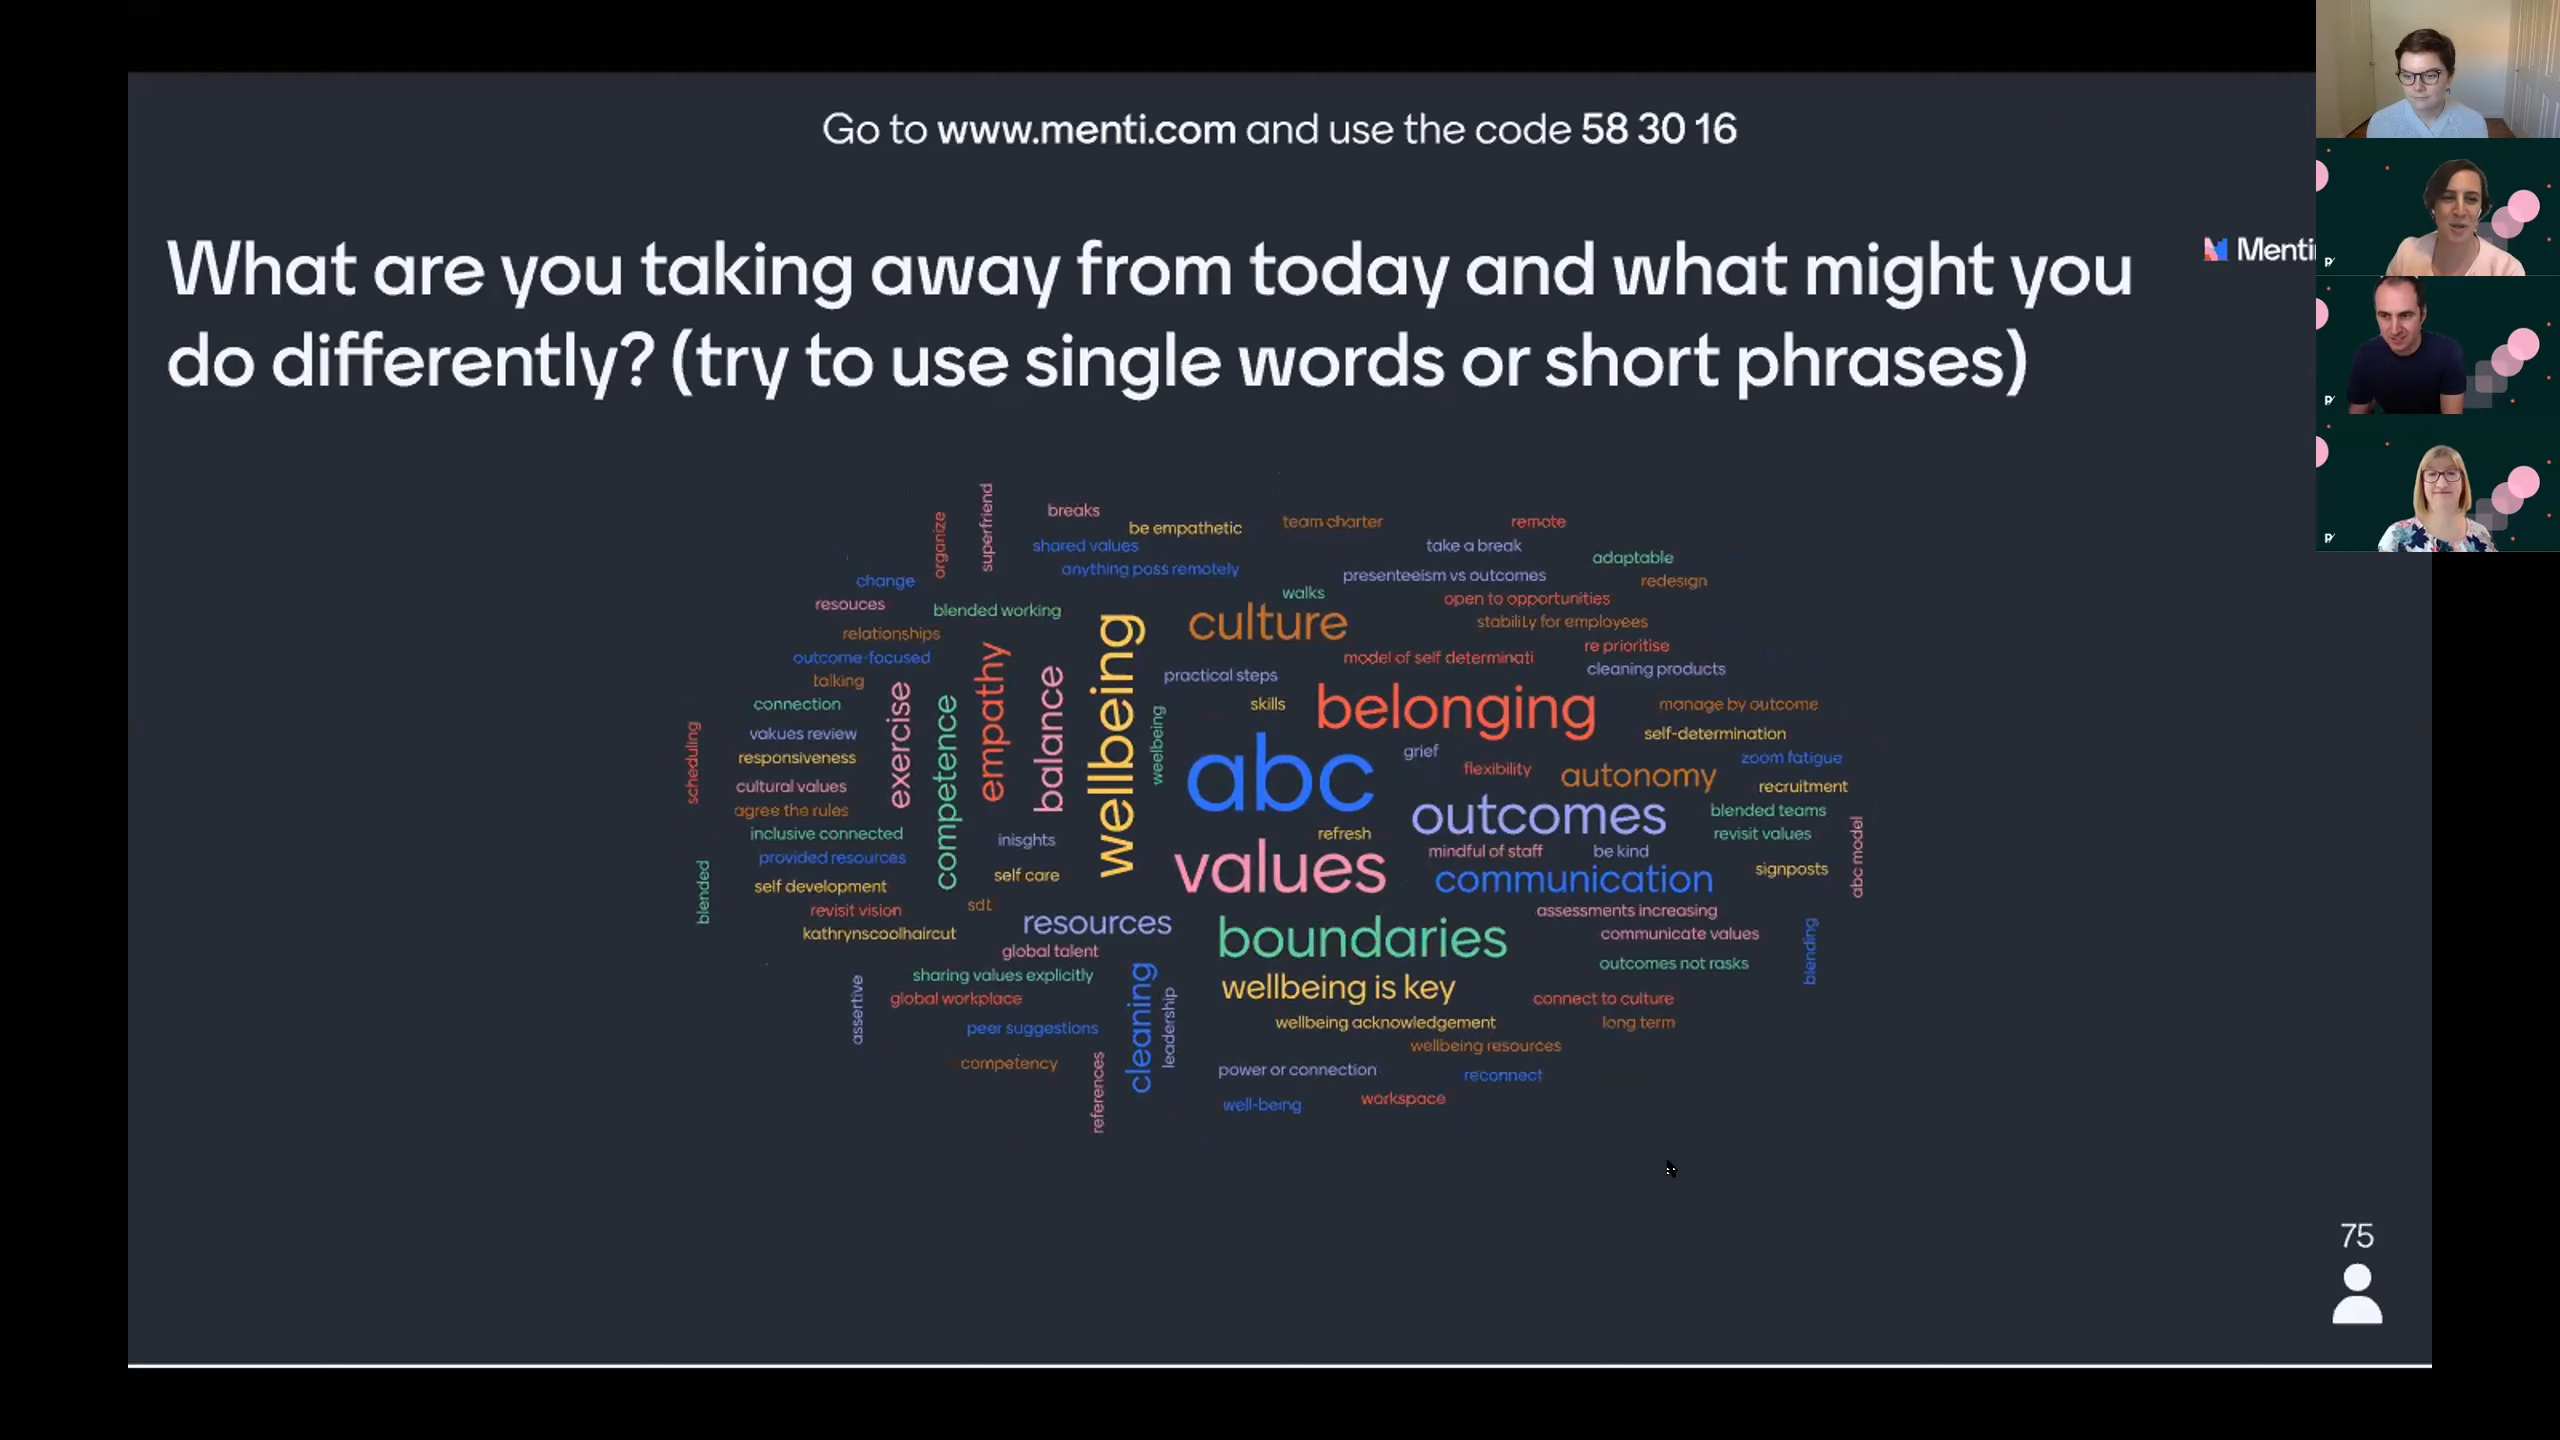 Go to www.menti.com and use the code 58 30 16
What are you taking away from today and what might you
do differently? (try to use single words or short phrases)
Menti
organize
superfriend
breaks
be empathetic
team charter
remote
shared values
take a break
adaptable
anything poss remotely
presenteeism vs outcomes
redesign
change
walks
open to opportunities
resouces
blended working
culture
stability for employees
relationships
re prioritise
outcome-focused
model of self determinati
cleaning products
talking
practical steps
exercise
competence
empathy
balance
wellbeing
weelbeing
skills
belonging
manage by outcome
connection
self-determination
vakues review
scheduling
responsiveness
grief
zoom fatigue
abc
flexibility
autonomy
recruitment
cultural values
agree the rules
outcomes
blended teams
inclusive connected
inisghts
refresh
revisit values
provided resources
mindful of staff
be kind
abc model
self care
values
communication
signposts
self development
blended
revisit vision
sdt
resources
assessments increasing
kathrynscoolhaircut
boundaries
communicate values
global talent
blending
sharing values explicitly
outcomes not rasks
global workplace
wellbeing is key
connect to culture
assertive
cleaning
leadership
peer suggestions
wellbeing acknowledgement
long term
wellbeing resources
competency
references
power or connection
reconnect
well-being
workspace
75